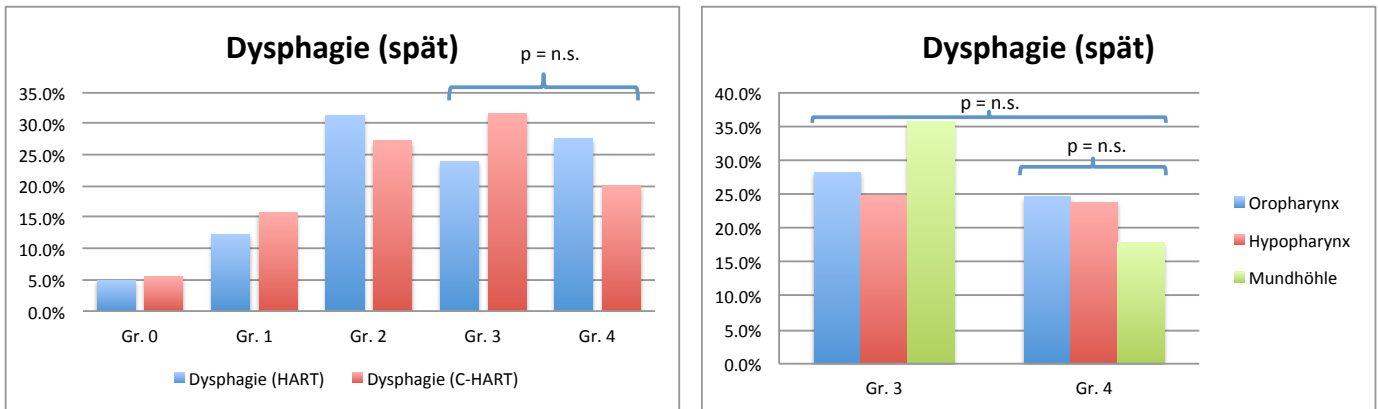 Dysphagie (spät)
p = n.s.
35.0%
30.0%
25.0%
20.0%
15.0%
10.0%
5.0%
0.0%
Gr. 0 Gr. 1 Gr. 2 Gr. 3 Gr. 4
Dysphagie (HART) Dysphagie (C-HART)
Dysphagie (spät)
p = n.s.
p = n.s.
40.0%
35.0%
30.0%
25.0%
20.0%
15.0%
10.0%
5.0%
0.0%
Gr. 3 Gr. 4
Oropharynx
Hypopharynx
Mundhöhle